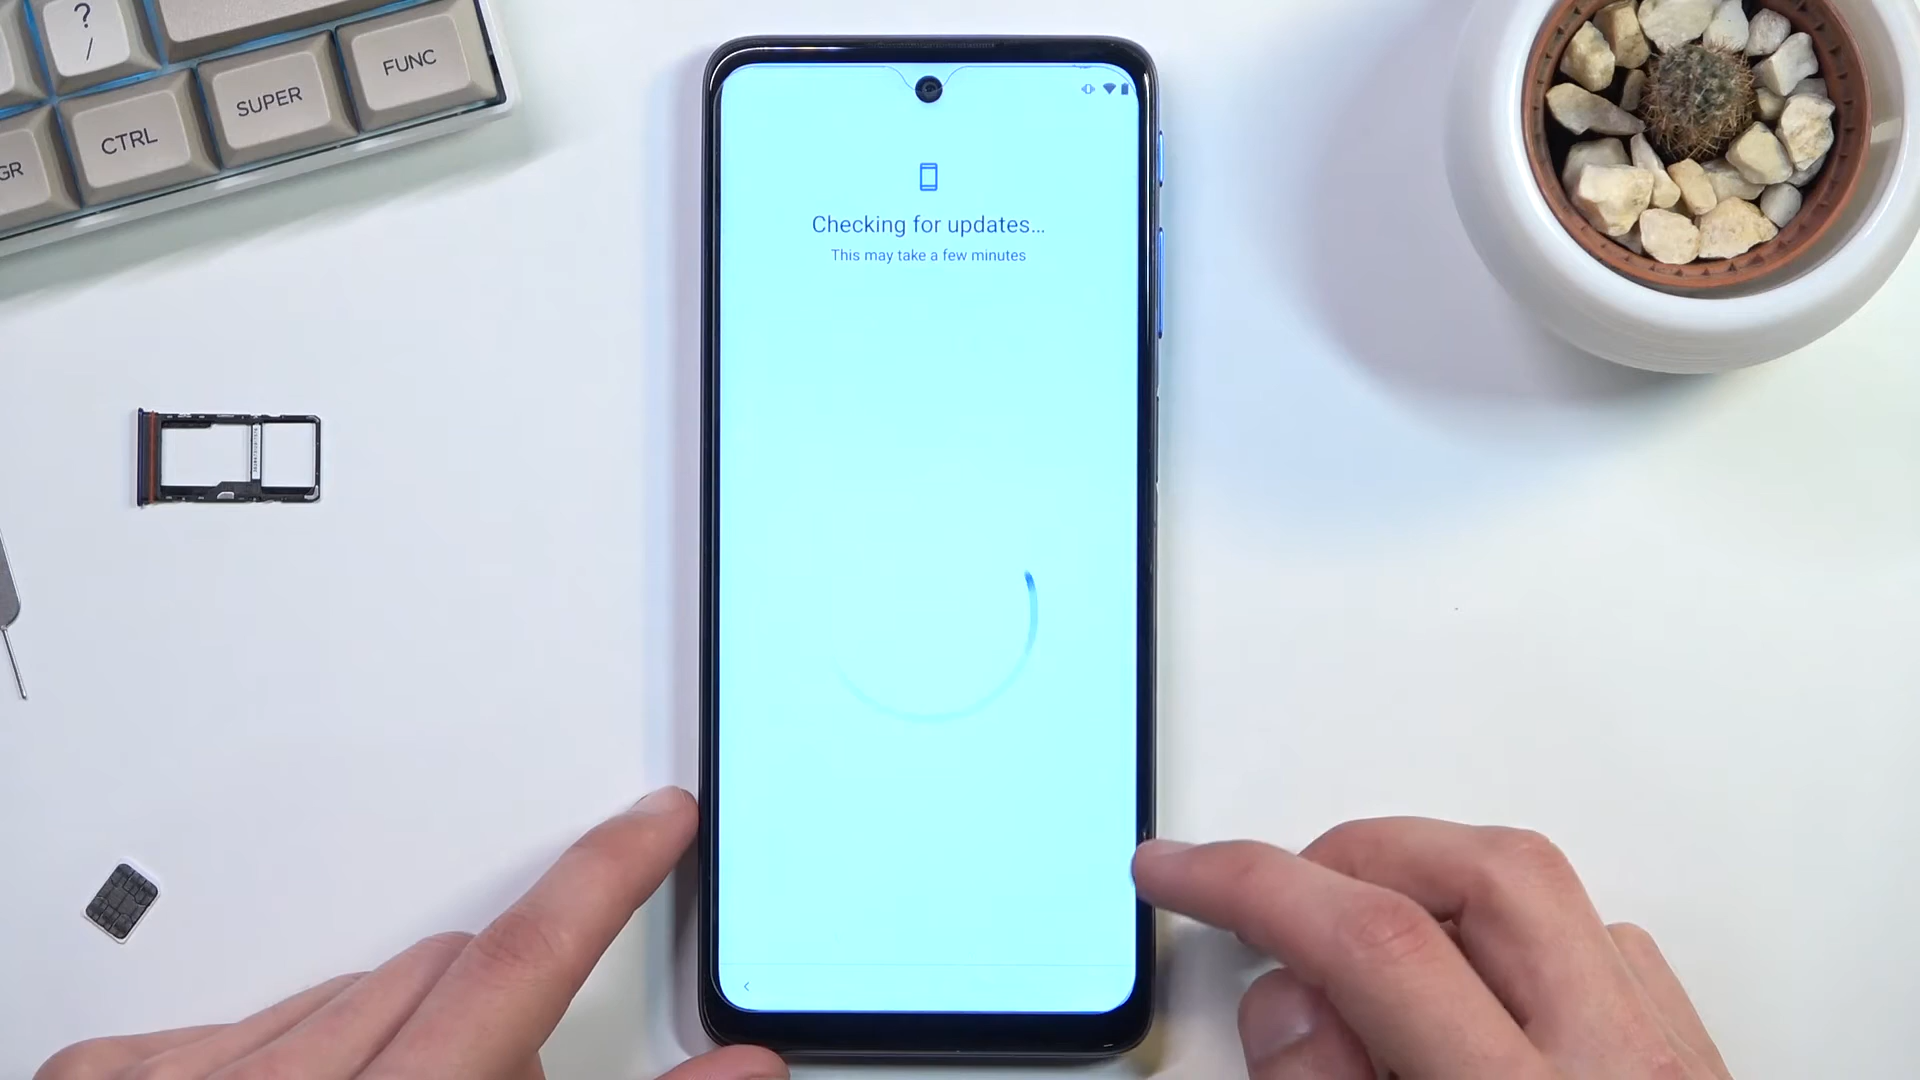 ?
/
FUNC
SUPER
CTRL
GR
Checking for updates...
This may take a few minutes